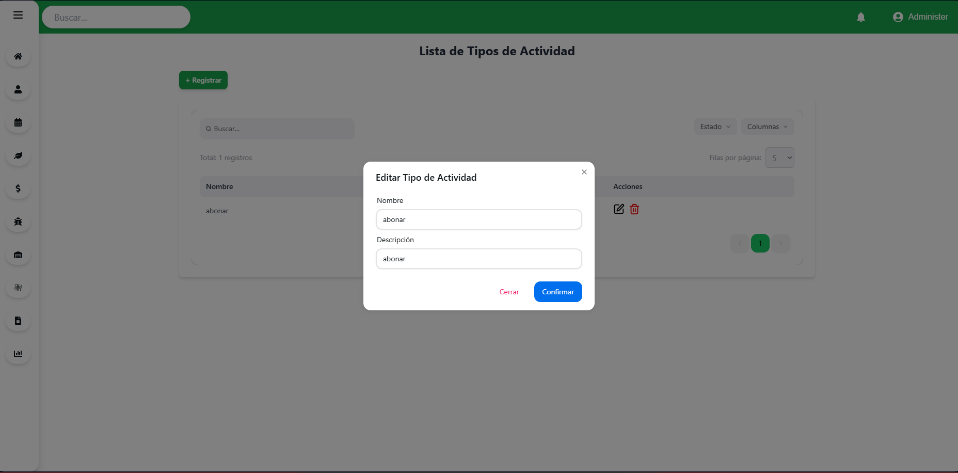 Buscar...
Administer
Lista de Tipos de Actividad
+ Registrar
Buscar...
Estado
Columnas
Total: 1 registros
Filas por página:
5
Nombre
Acciones
abonar
1
Editar Tipo de Actividad
Nombre
abonar
Descripción
abonar
Cerrar
Confirmar